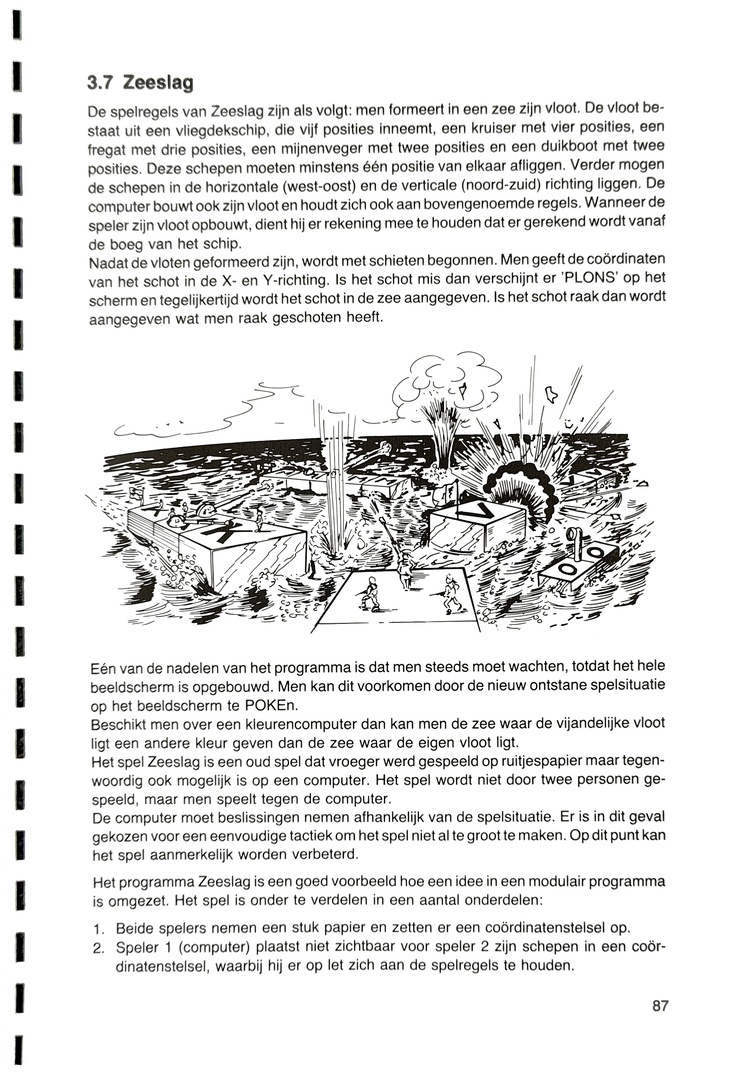 3.7 Zeeslag
De spelregels van Zeeslag zijn als volgt: men formeert in een zee zijn vloot. De vloot be-
staat uit een vliegdekschip, die vijf posities inneemt, een kruiser met vier posities, een
fregat met drie posities, een mijnenveger met twee posities en een duikboot met twee
posities. Deze schepen moeten minstens één positie van elkaar afliggen. Verder mogen
de schepen in de horizontale (west-oost) en de verticale (noord-zuid) richting liggen. De
computer bouwt ook zijn vloot en houdt zich ook aan bovengenoemde regels. Wanneer de
speler zijn vloot opbouwt, dient hij er rekening mee te houden dat er gerekend wordt vanaf
de boeg van het schip.
Nadat de vloten geformeerd zijn, wordt met schieten begonnen. Men geeft de coördinaten
van het schot in de X- en Y-richting. Is het schot mis dan verschijnt er 'PLONS' op het
scherm en tegelijkertijd wordt het schot in de zee aangegeven. Is het schot raak dan wordt
aangegeven wat men raak geschoten heeft.
X
V
O O
Eén van de nadelen van het programma is dat men steeds moet wachten, totdat het hele
beeldscherm is opgebouwd. Men kan dit voorkomen door de nieuw ontstane spelsituatie
op het beeldscherm te POKEn.
Beschikt men over een kleurencomputer dan kan men de zee waar de vijandelijke vloot
ligt een andere kleur geven dan de zee waar de eigen vloot ligt.
Het spel Zeeslag is een oud spel dat vroeger werd gespeeld op ruitjespapier maar tegen-
woordig ook mogelijk is op een computer. Het spel wordt niet door twee personen ge-
speeld, maar men speelt tegen de computer.
De computer moet beslissingen nemen afhankelijk van de spelsituatie. Er is in dit geval
gekozen voor een eenvoudige tactiek om het spel niet al te groot te maken. Op dit punt kan
het spel aanmerkelijk worden verbeterd.
Het programma Zeeslag is een goed voorbeeld hoe een idee in een modulair programma
is omgezet. Het spel is onder te verdelen in een aantal onderdelen:
1. Beide spelers nemen een stuk papier en zetten er een coördinatenstelsel op.
2. Speler 1 (computer) plaatst niet zichtbaar voor speler 2 zijn schepen in een coör-
dinatenstelsel, waarbij hij er op let zich aan de spelregels te houden.
87